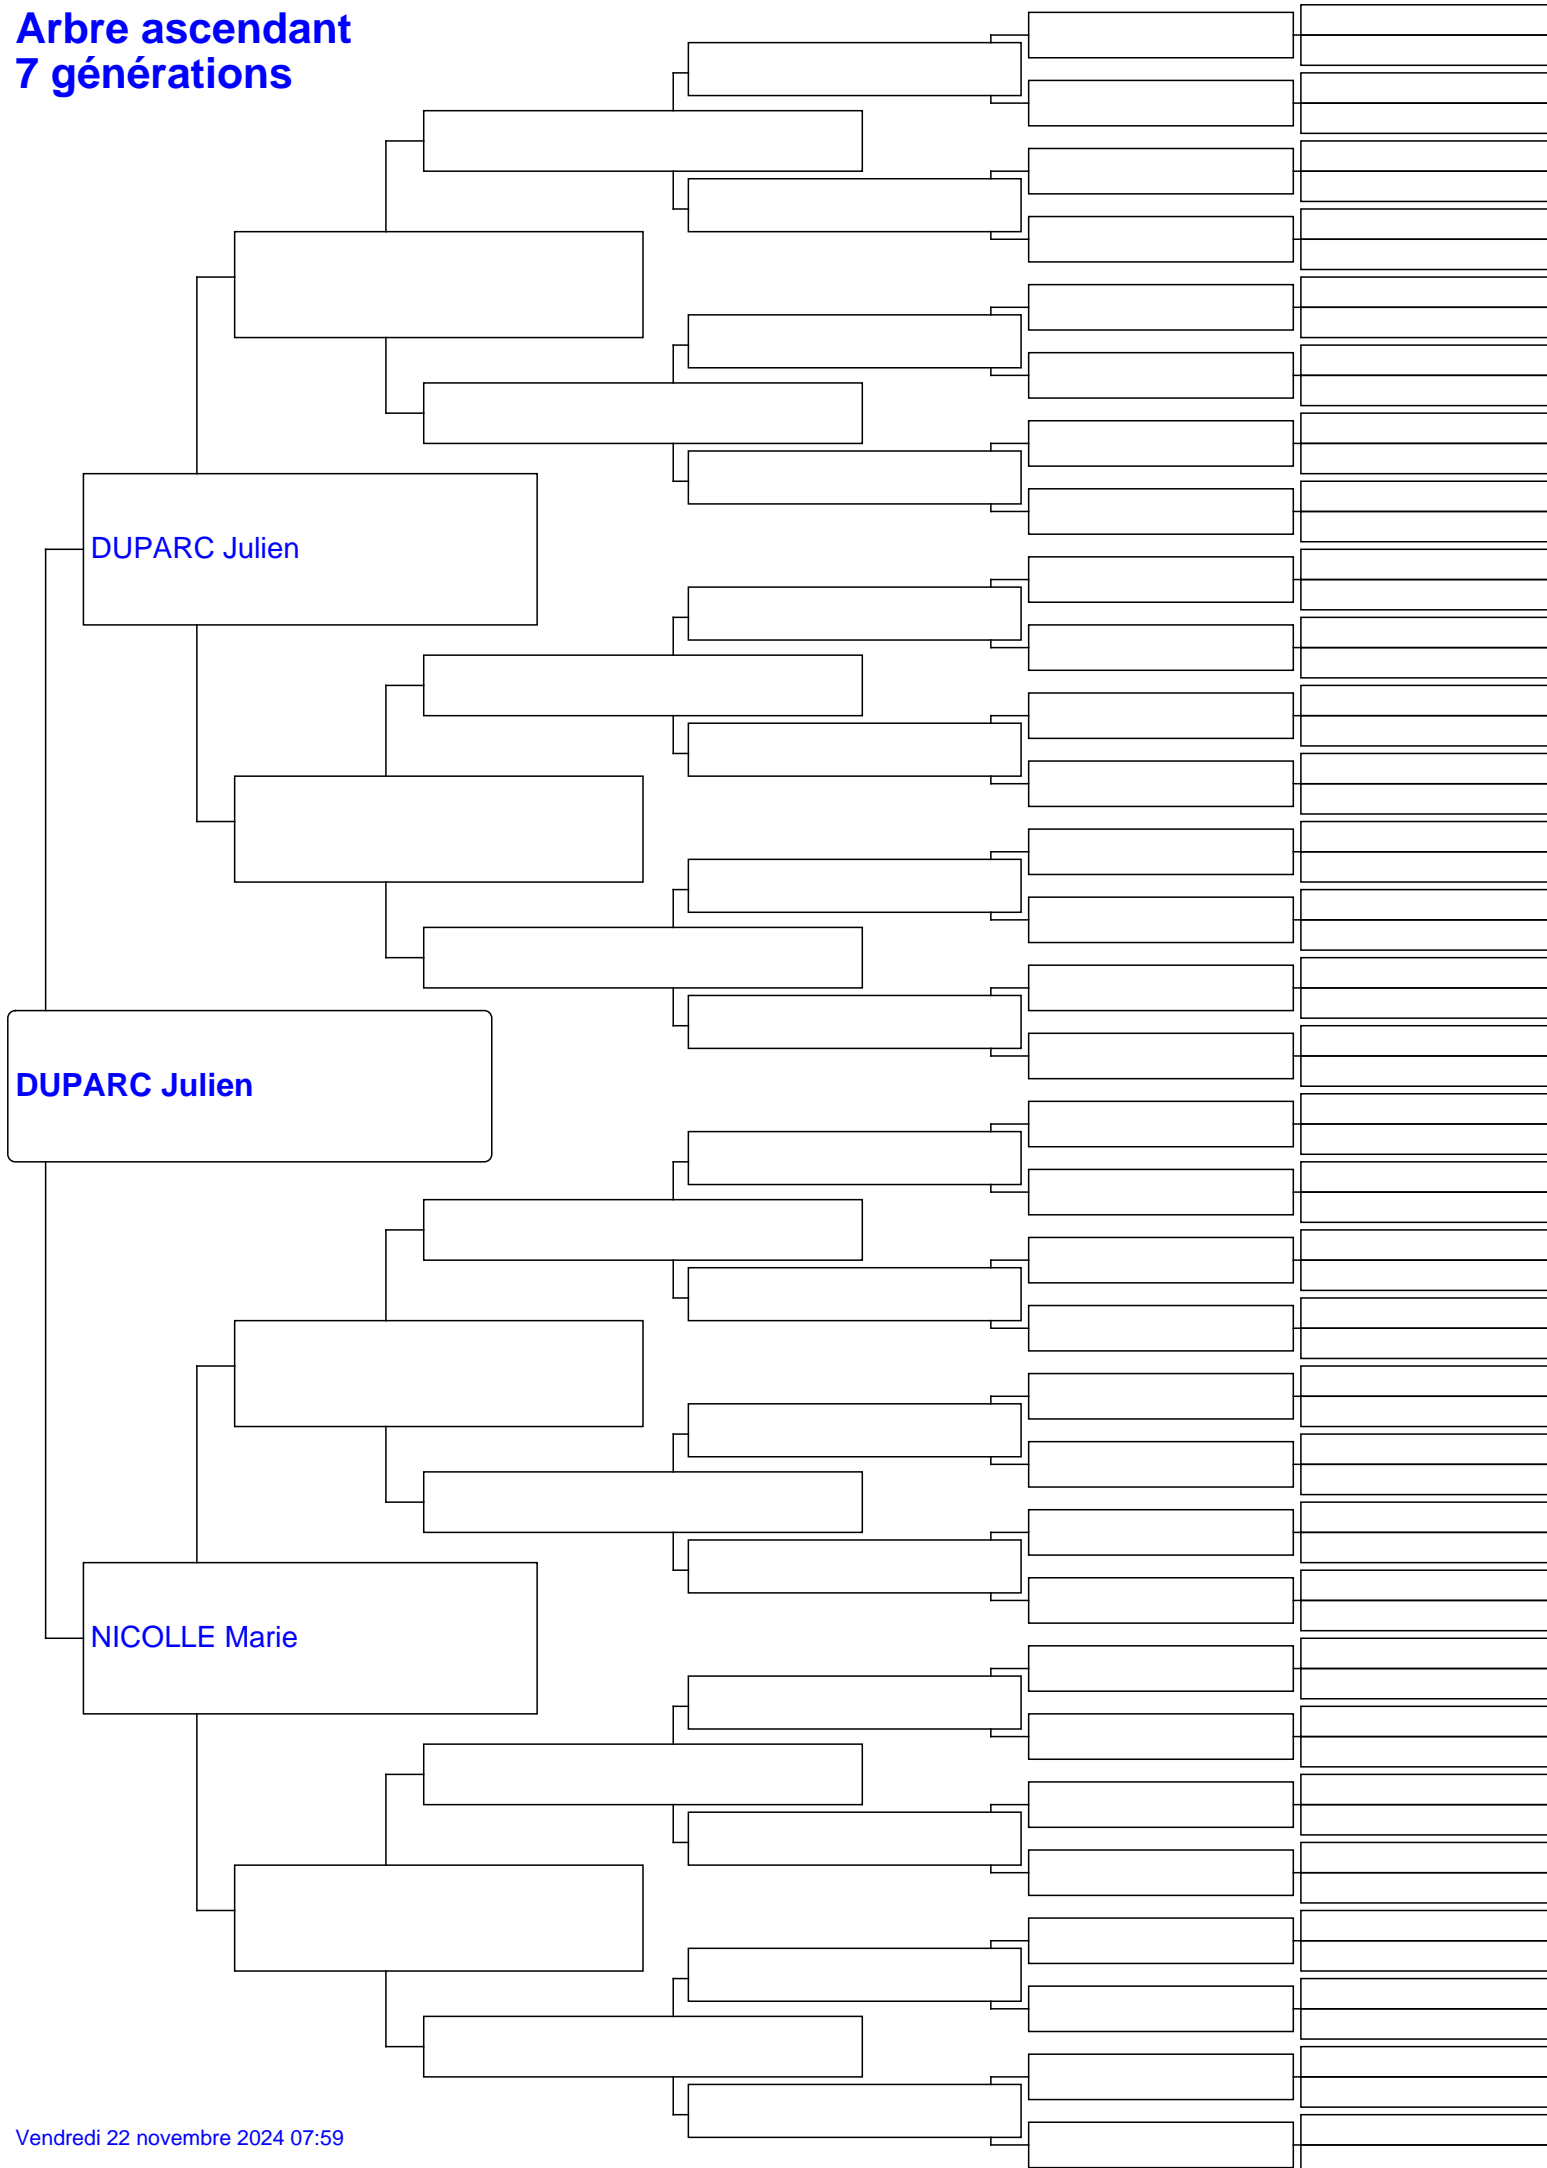 Arbre ascendant
7 générations
DUPARC Julien
DUPARC Julien
NICOLLE Marie
Vendredi 22 novembre 2024 07:59